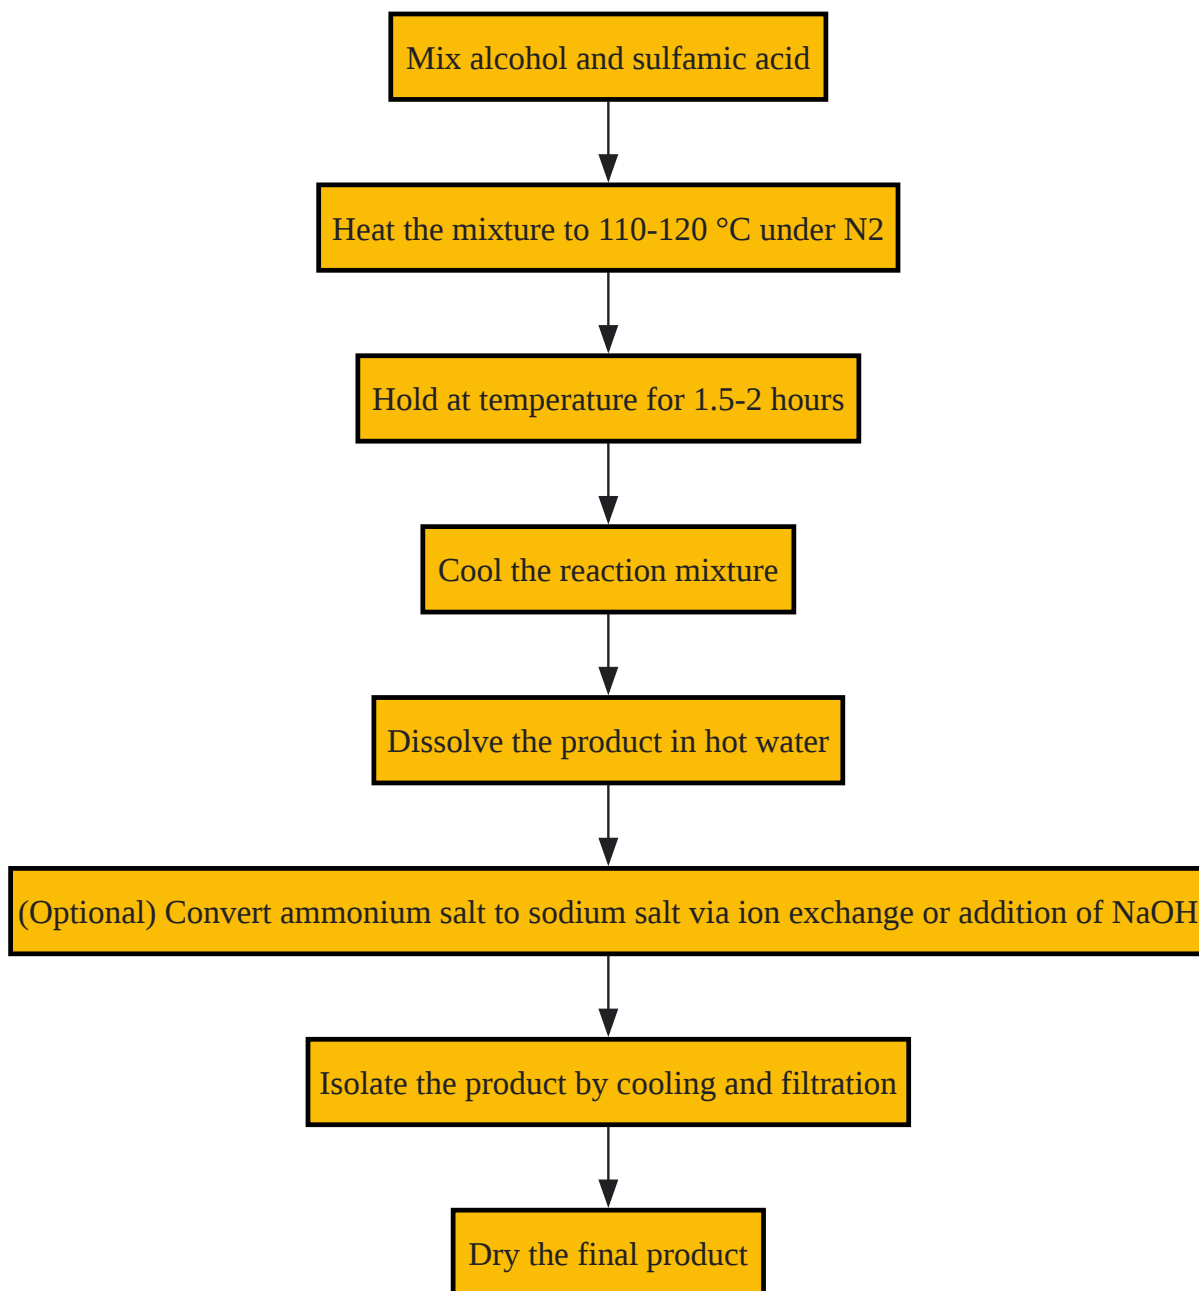 Mix alcohol and sulfamic acid
Heat the mixture to 110-120 °C under N2
Hold at temperature for 1.5-2 hours
Cool the reaction mixture
Dissolve the product in hot water
(Optional) Convert ammonium salt to sodium salt via ion exchange or addition of NaOH
Isolate the product by cooling and filtration
Dry the final product